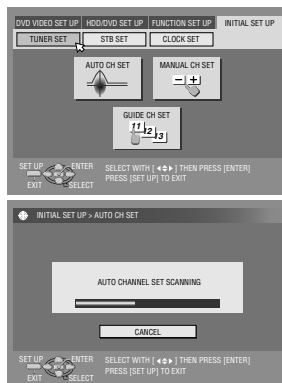 DVD VIDEO SET UP HDD/DVD SET UP FUNCTION SET UP INITIAL SET UP
TUNER SET STB SET CLOCK SET
AUTO CH SET MANUAL CH SET
GUIDE CH SET
11 12 13
SET UP ENTER
EXIT SELECT
SELECT WITH [ ] THEN PRESS [ENTER]
PRESS [SET UP] TO EXIT
INITIAL SET UP > AUTO CH SET
AUTO CHANNEL SET SCANNING
CANCEL
SET UP ENTER
EXIT SELECT
SELECT WITH [ ] THEN PRESS [ENTER]
PRESS [SET UP] TO EXIT